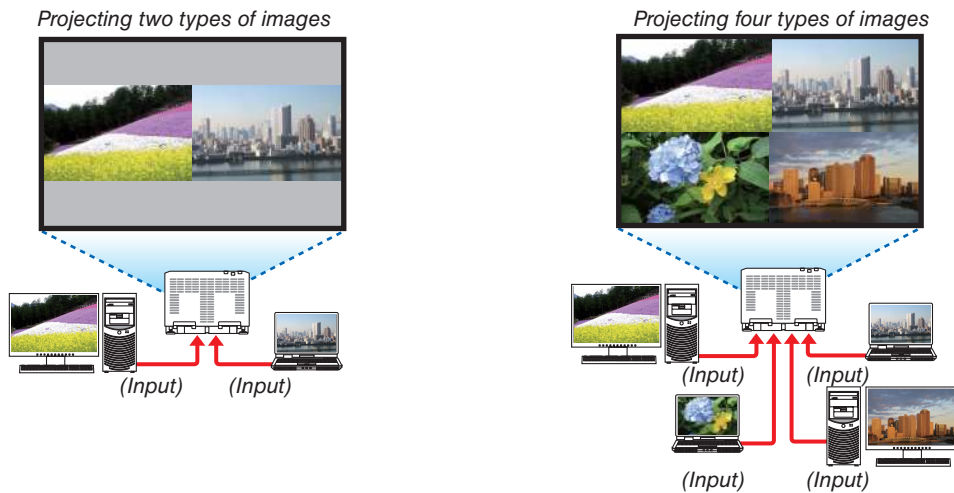 Projecting two types of images
(Input)
(Input)
Projecting four types of images
(Input)
(Input)
(Input)
(Input)